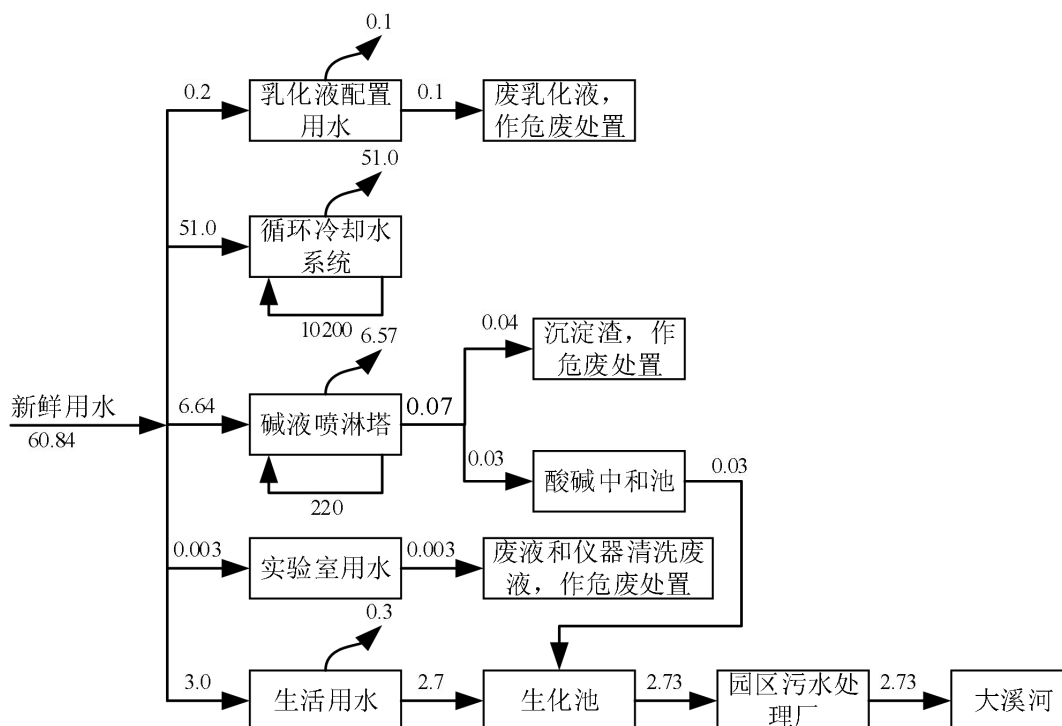 0.1
0.2
乳化液配置
用水
0.1
废乳化液，
作危废处置
51.0
51.0
循环冷却水
系统
10200
6.57
0.04
沉淀渣，作
危废处置
新鲜用水
60.84
6.64
碱液喷淋塔
0.07
220
0.03
酸碱中和池
0.03
0.003
实验室用水
0.003
废液和仪器清洗废
液，作危废处置
0.3
3.0
生活用水
2.7
生化池
2.73
园区污水处
理厂
2.73
大溪河